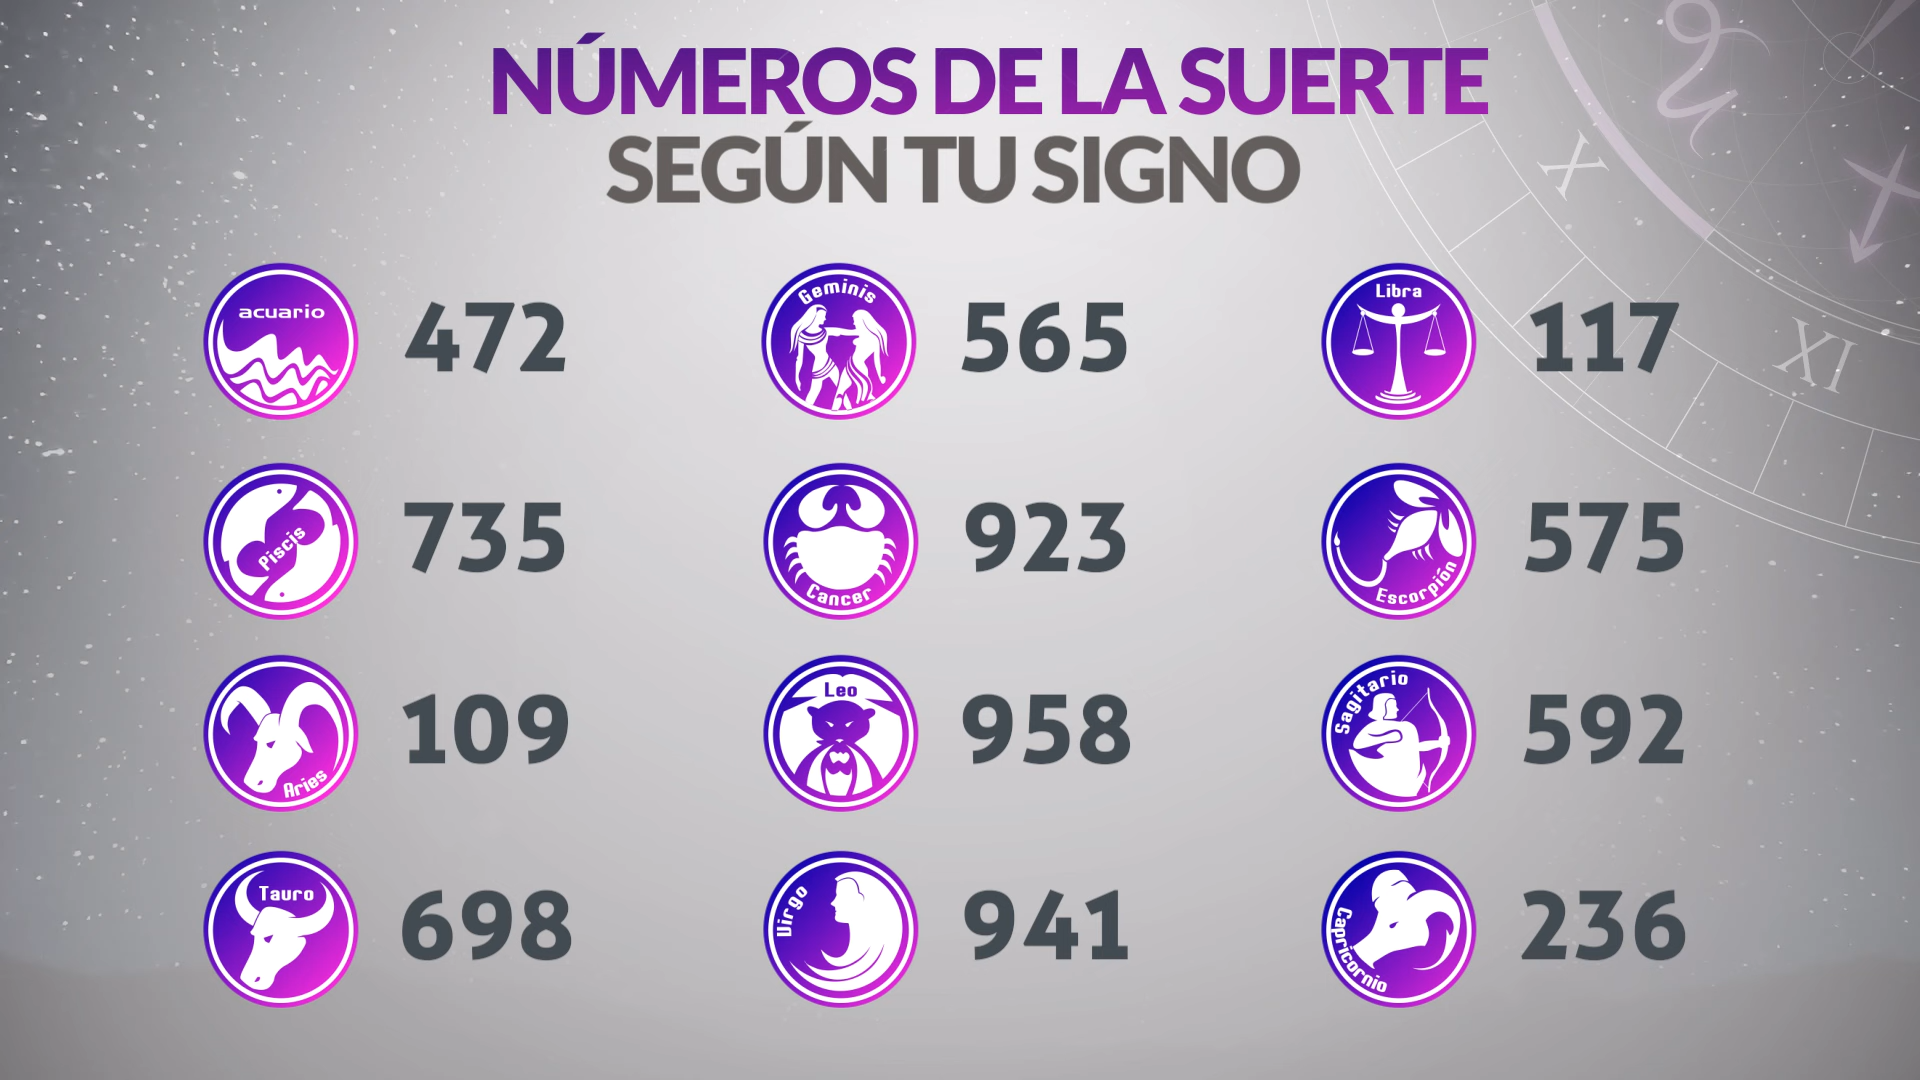 NÚMEROS DE LA SUERTE
SEGÚN TU SIGNO
acuario 472
Geminis 565
Libra 117
Piscis 735
Cancer 923
Escorpión 575
Aries 109
Leo 958
Sagitario 592
Tauro 698
Virgo 941
Capricornio 236
X
XI